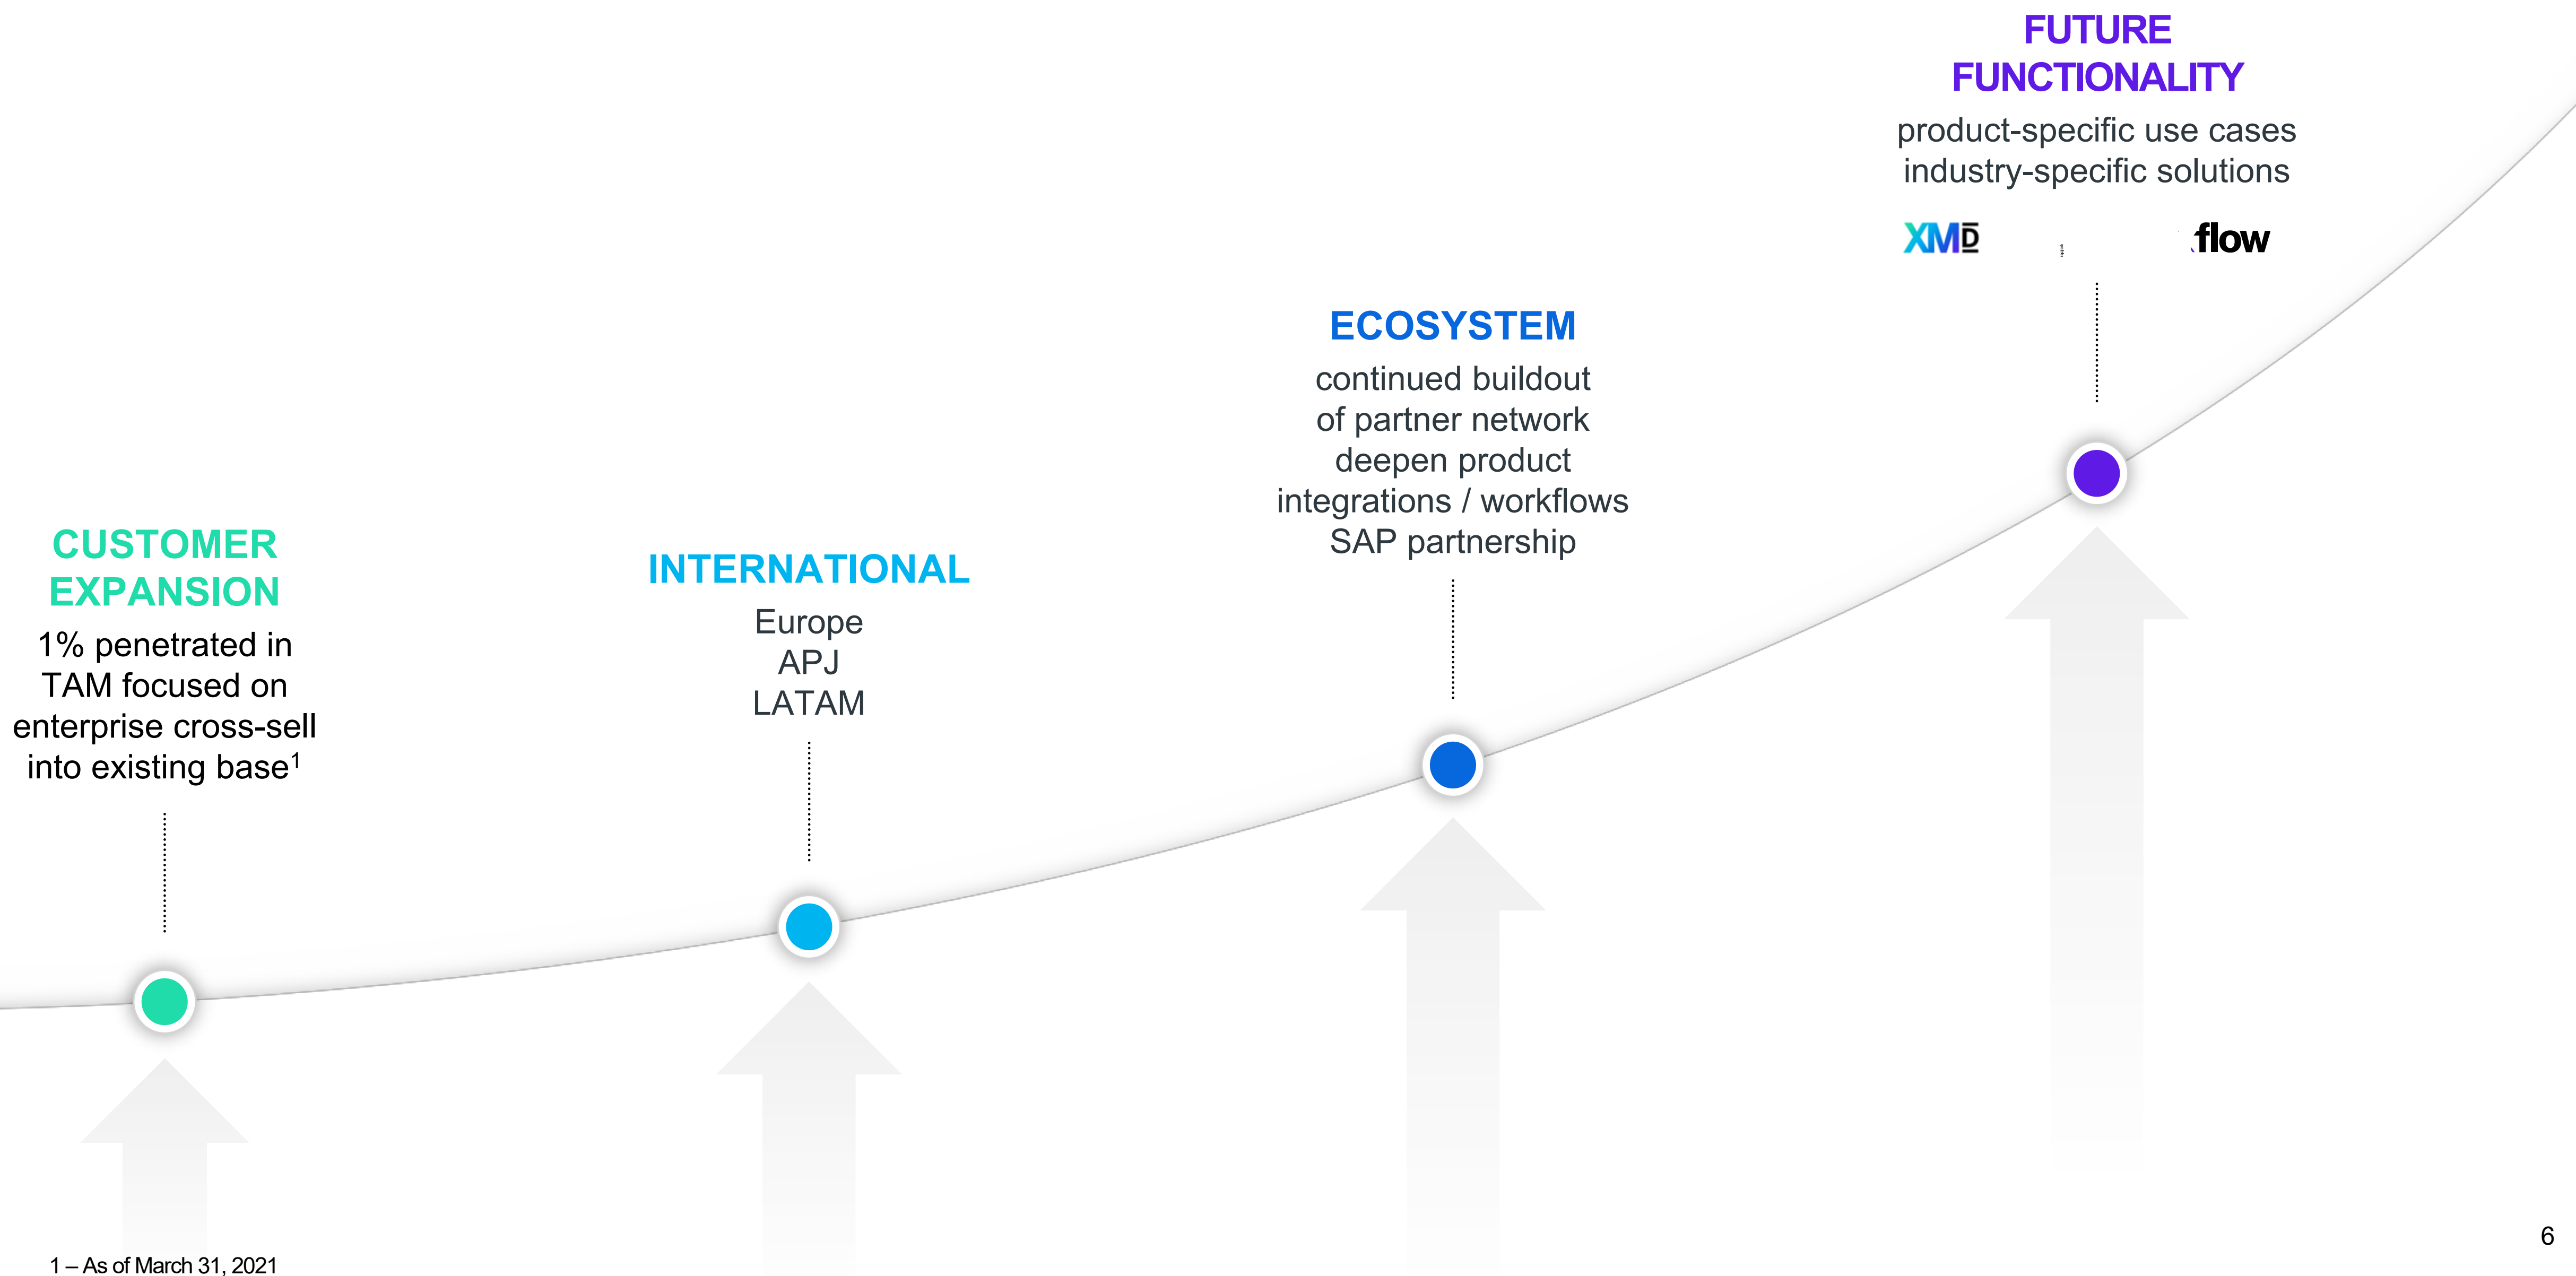 FUTURE
FUNCTIONALITY
product-specific use cases
industry-specific solutions
XMD
flow
ECOSYSTEM
continued buildout
of partner network
deepen product
integrations / workflows
SAP partnership
CUSTOMER
EXPANSION
1% penetrated in
TAM focused on
enterprise cross-sell
into existing base1
INTERNATIONAL
Europe
APJ
LATAM
6
1 – As of March 31, 2021